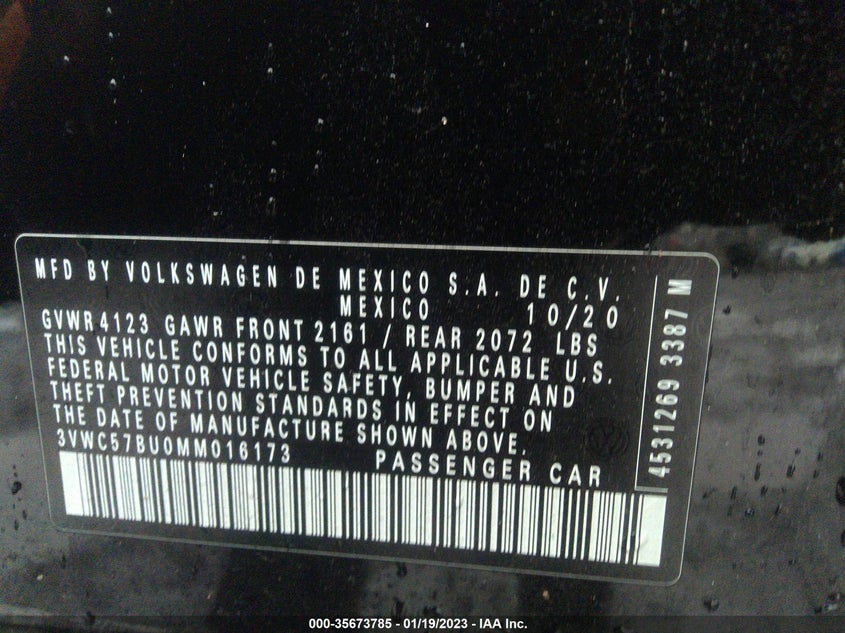 MFD BY VOLKSWAGEN DE MEXICO S.A. DE C.V.
MEXICO 10/20
GVWR 4123 GAWR FRONT 2161 / REAR 2072 LBS
THIS VEHICLE CONFORMS TO ALL APPLICABLE U.S.
FEDERAL MOTOR VEHICLE SAFETY, BUMPER AND
THEFT PREVENTION STANDARDS IN EFFECT ON
THE DATE OF MANUFACTURE SHOWN ABOVE.
3VWC57BU0MM016173 PASSENGER CAR
4531269 3387 M
000-35673785 - 01/19/2023 - IAA Inc.